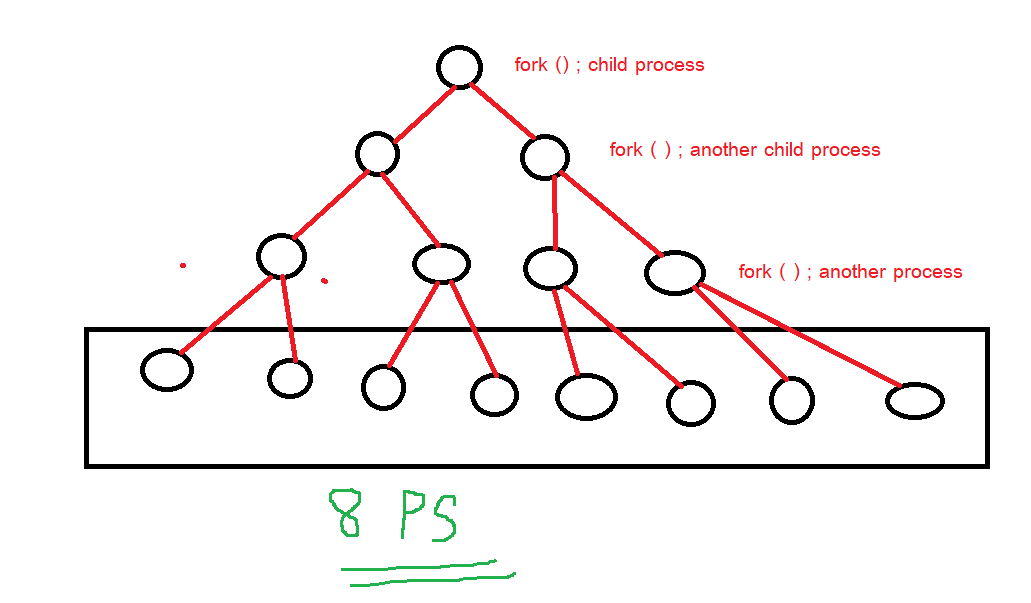 fork () ; child process
fork ( ) ; another child process
fork ( ) ; another process
8 PS